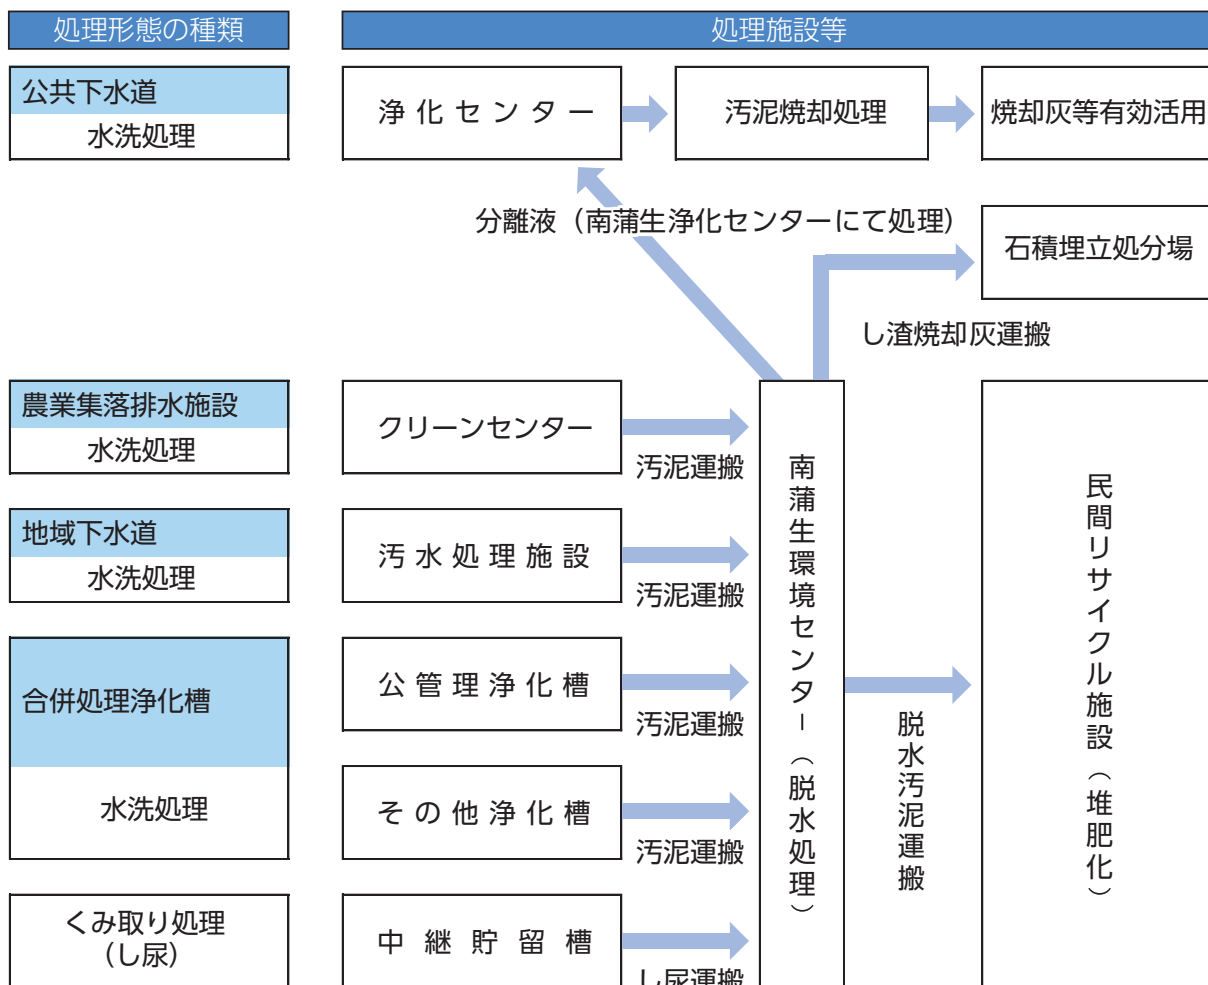 処理形態の種類
処理施設等
公共下水道
水洗処理
浄化センター
汚泥焼却処理
焼却灰等有効活用
分離液（南蒲生浄化センターにて処理）
石積埋立処分場
し渣焼却灰運搬
農業集落排水施設
水洗処理
クリーンセンター
汚泥運搬
地域下水道
水洗処理
汚水処理施設
汚泥運搬
合併処理浄化槽
水洗処理
公管理浄化槽
汚泥運搬
その他浄化槽
汚泥運搬
くみ取り処理
(し尿)
中継貯留槽
し尿運搬
南蒲生環境センター（脱水処理）
脱水汚泥運搬
民間リサイクル施設（堆肥化）